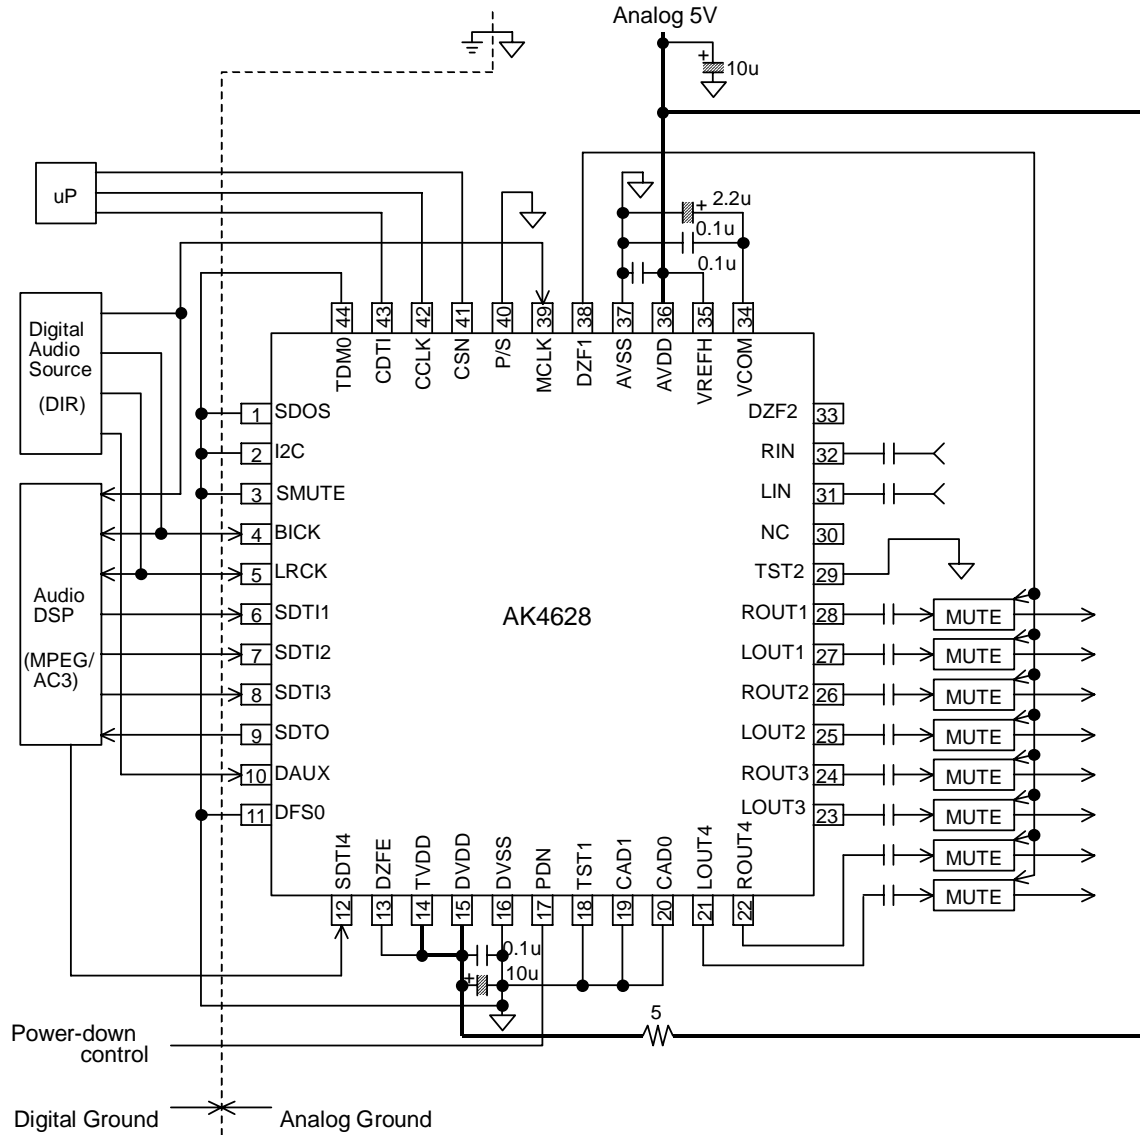 Analog 5V
+
10u
uP
+ 2.2u
0.1u
0.1u
44 43 42 41 40 39 38 37 36 35 34
TDM0 CDTI CCLK CSN P/S MCLK DZF1 AVSS AVDD VREFH VCOM
Digital
Audio
Source
(DIR)
1 SDOS
2 I2C
3 SMUTE
4 BICK
5 LRCK
6 SDTI1
7 SDTI2
8 SDTI3
9 SDTO
10 DAUX
11 DFS0
Audio
DSP
(MPEG/
AC3)
AK4628
DZF2 33
RIN 32
LIN 31
NC 30
TST2 29
ROUT1 28 MUTE
LOUT1 27 MUTE
ROUT2 26 MUTE
LOUT2 25 MUTE
ROUT3 24 MUTE
LOUT3 23 MUTE
MUTE
MUTE
SDTI4 DZFE TVDD DVDD DVSS PDN TST1 CAD1 CAD0 LOUT4 ROUT4
12 13 14 15 16 17 18 19 20 21 22
0.1u
+ 10u
5
Power-down
control
Digital Ground Analog Ground